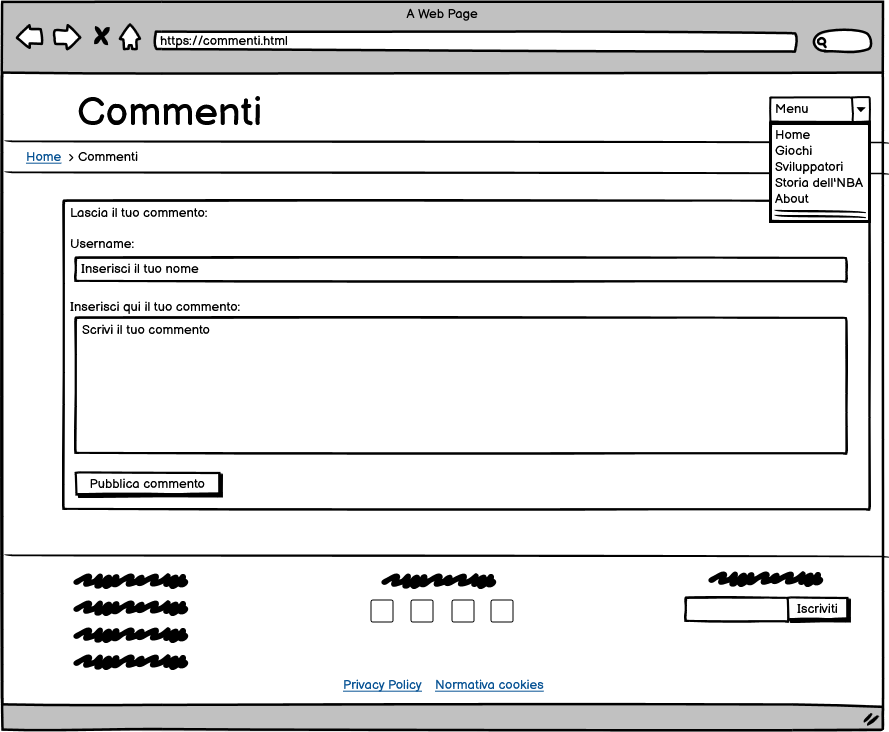 A Web Page
https://commenti.html
Commenti
Menu
Home
Giochi
Sviluppatori
Storia dell'NBA
About
Home > Commenti
Lascia il tuo commento:
Username:
Inserisci il tuo nome
Inserisci qui il tuo commento:
Scrivi il tuo commento
Pubblica commento
Iscriviti
Privacy Policy Normativa cookies